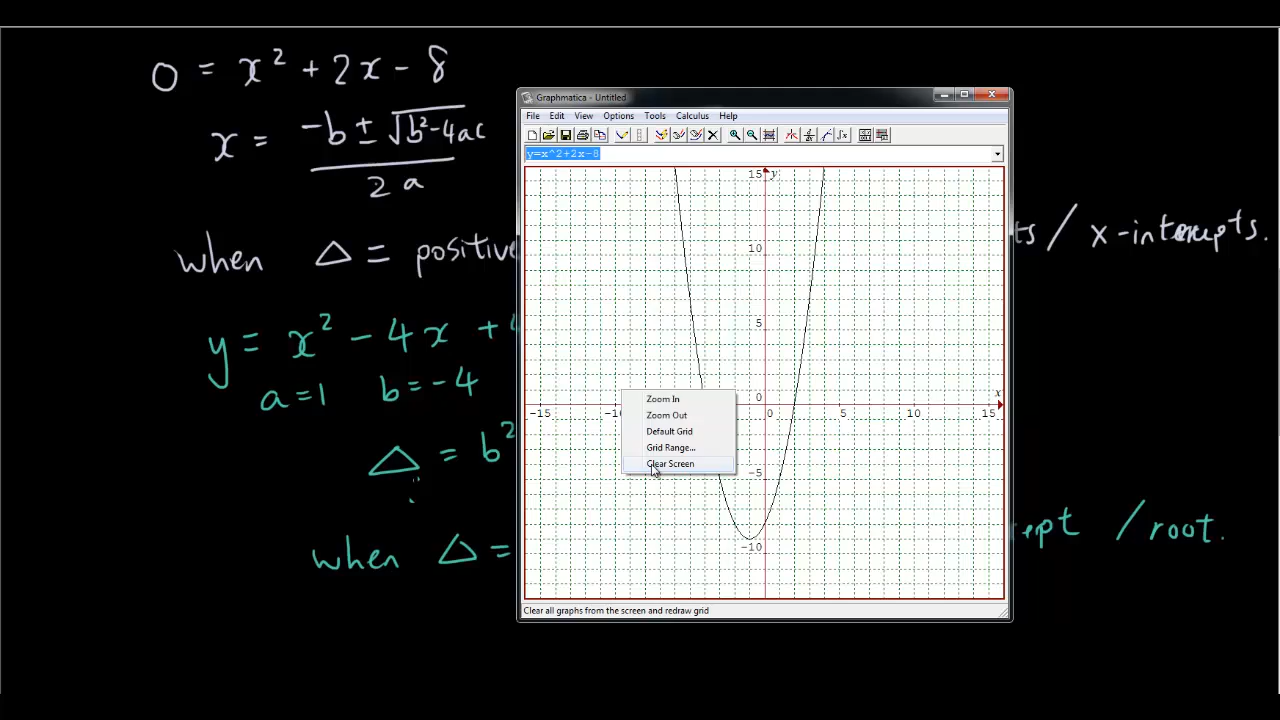 0 = x² + 2x - 8
x = -b ± √b²-4ac
2a
when Δ = positive
ts / x-intercepts.
y = x² - 4x +
a=1 b=-4
Δ = b²
when Δ =
ept / root.
Graphmatica - Untitled
File Edit View Options Tools Calculus Help
y=x^2+2x-8
15 y
10
5
0
x
-15 -10 0 5 10 15
-5
-10
Zoom In
Zoom Out
Default Grid
Grid Range...
Clear Screen
Clear all graphs from the screen and redraw grid